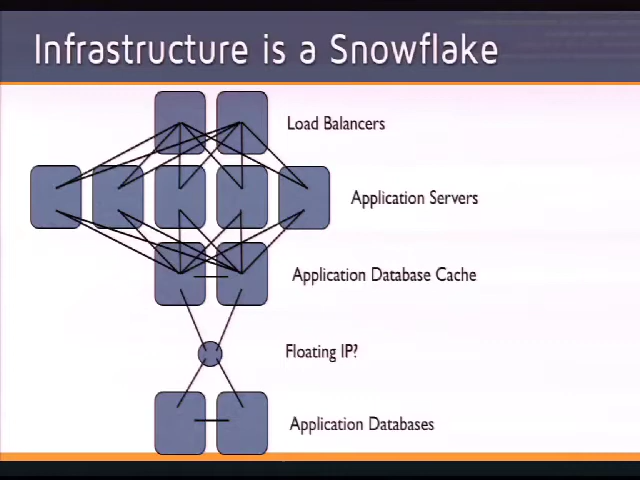 Infrastructure is a Snowflake
Load Balancers
Application Servers
Application Database Cache
Floating IP?
Application Databases